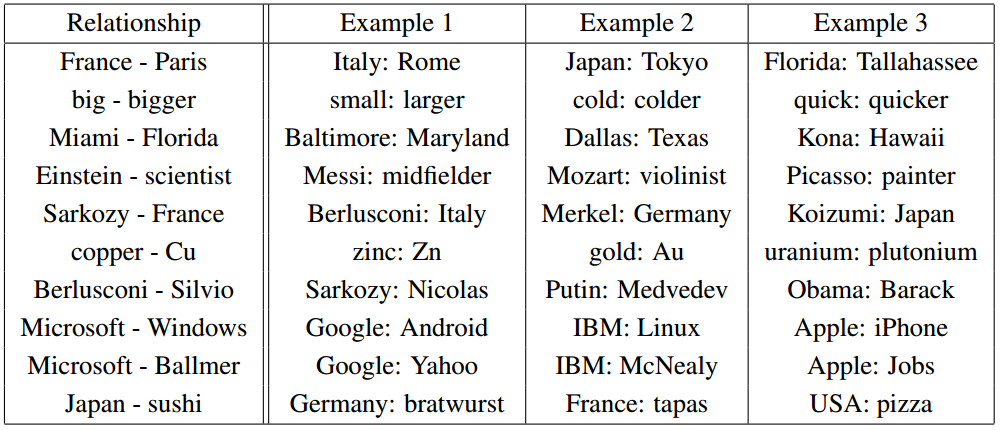 Relationship Example 1 Example 2 Example 3
France - Paris Italy: Rome Japan: Tokyo Florida: Tallahassee
big - bigger small: larger cold: colder quick: quicker
Miami - Florida Baltimore: Maryland Dallas: Texas Kona: Hawaii
Einstein - scientist Messi: midfielder Mozart: violinist Picasso: painter
Sarkozy - France Berlusconi: Italy Merkel: Germany Koizumi: Japan
copper - Cu zinc: Zn gold: Au uranium: plutonium
Berlusconi - Silvio Sarkozy: Nicolas Putin: Medvedev Obama: Barack
Microsoft - Windows Google: Android IBM: Linux Apple: iPhone
Microsoft - Ballmer Google: Yahoo IBM: McNealy Apple: Jobs
Japan - sushi Germany: bratwurst France: tapas USA: pizza